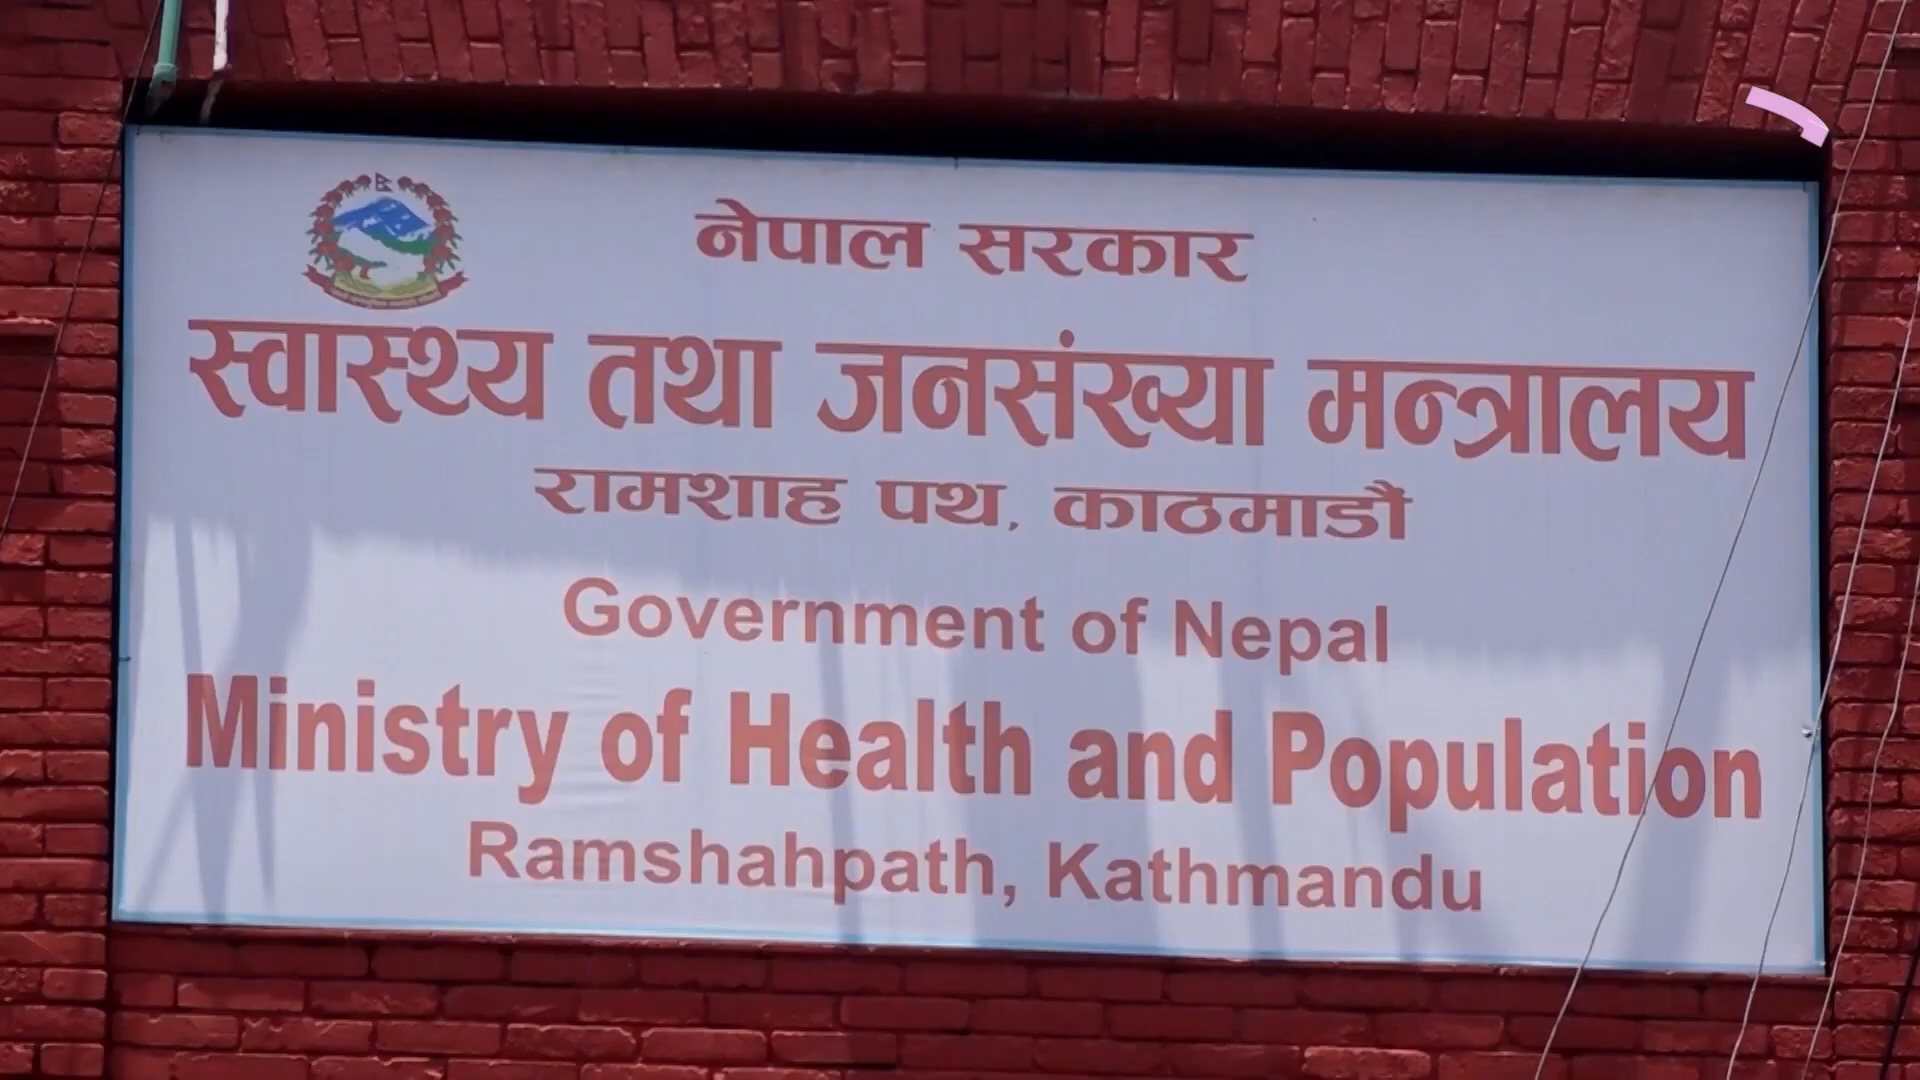 नेपाल सरकार
स्वास्थ्य तथा जनसंख्या मन्त्रालय
रामशाह पथ, काठमाडौं
Government of Nepal
Ministry of Health and Population
Ramshahpath, Kathmandu